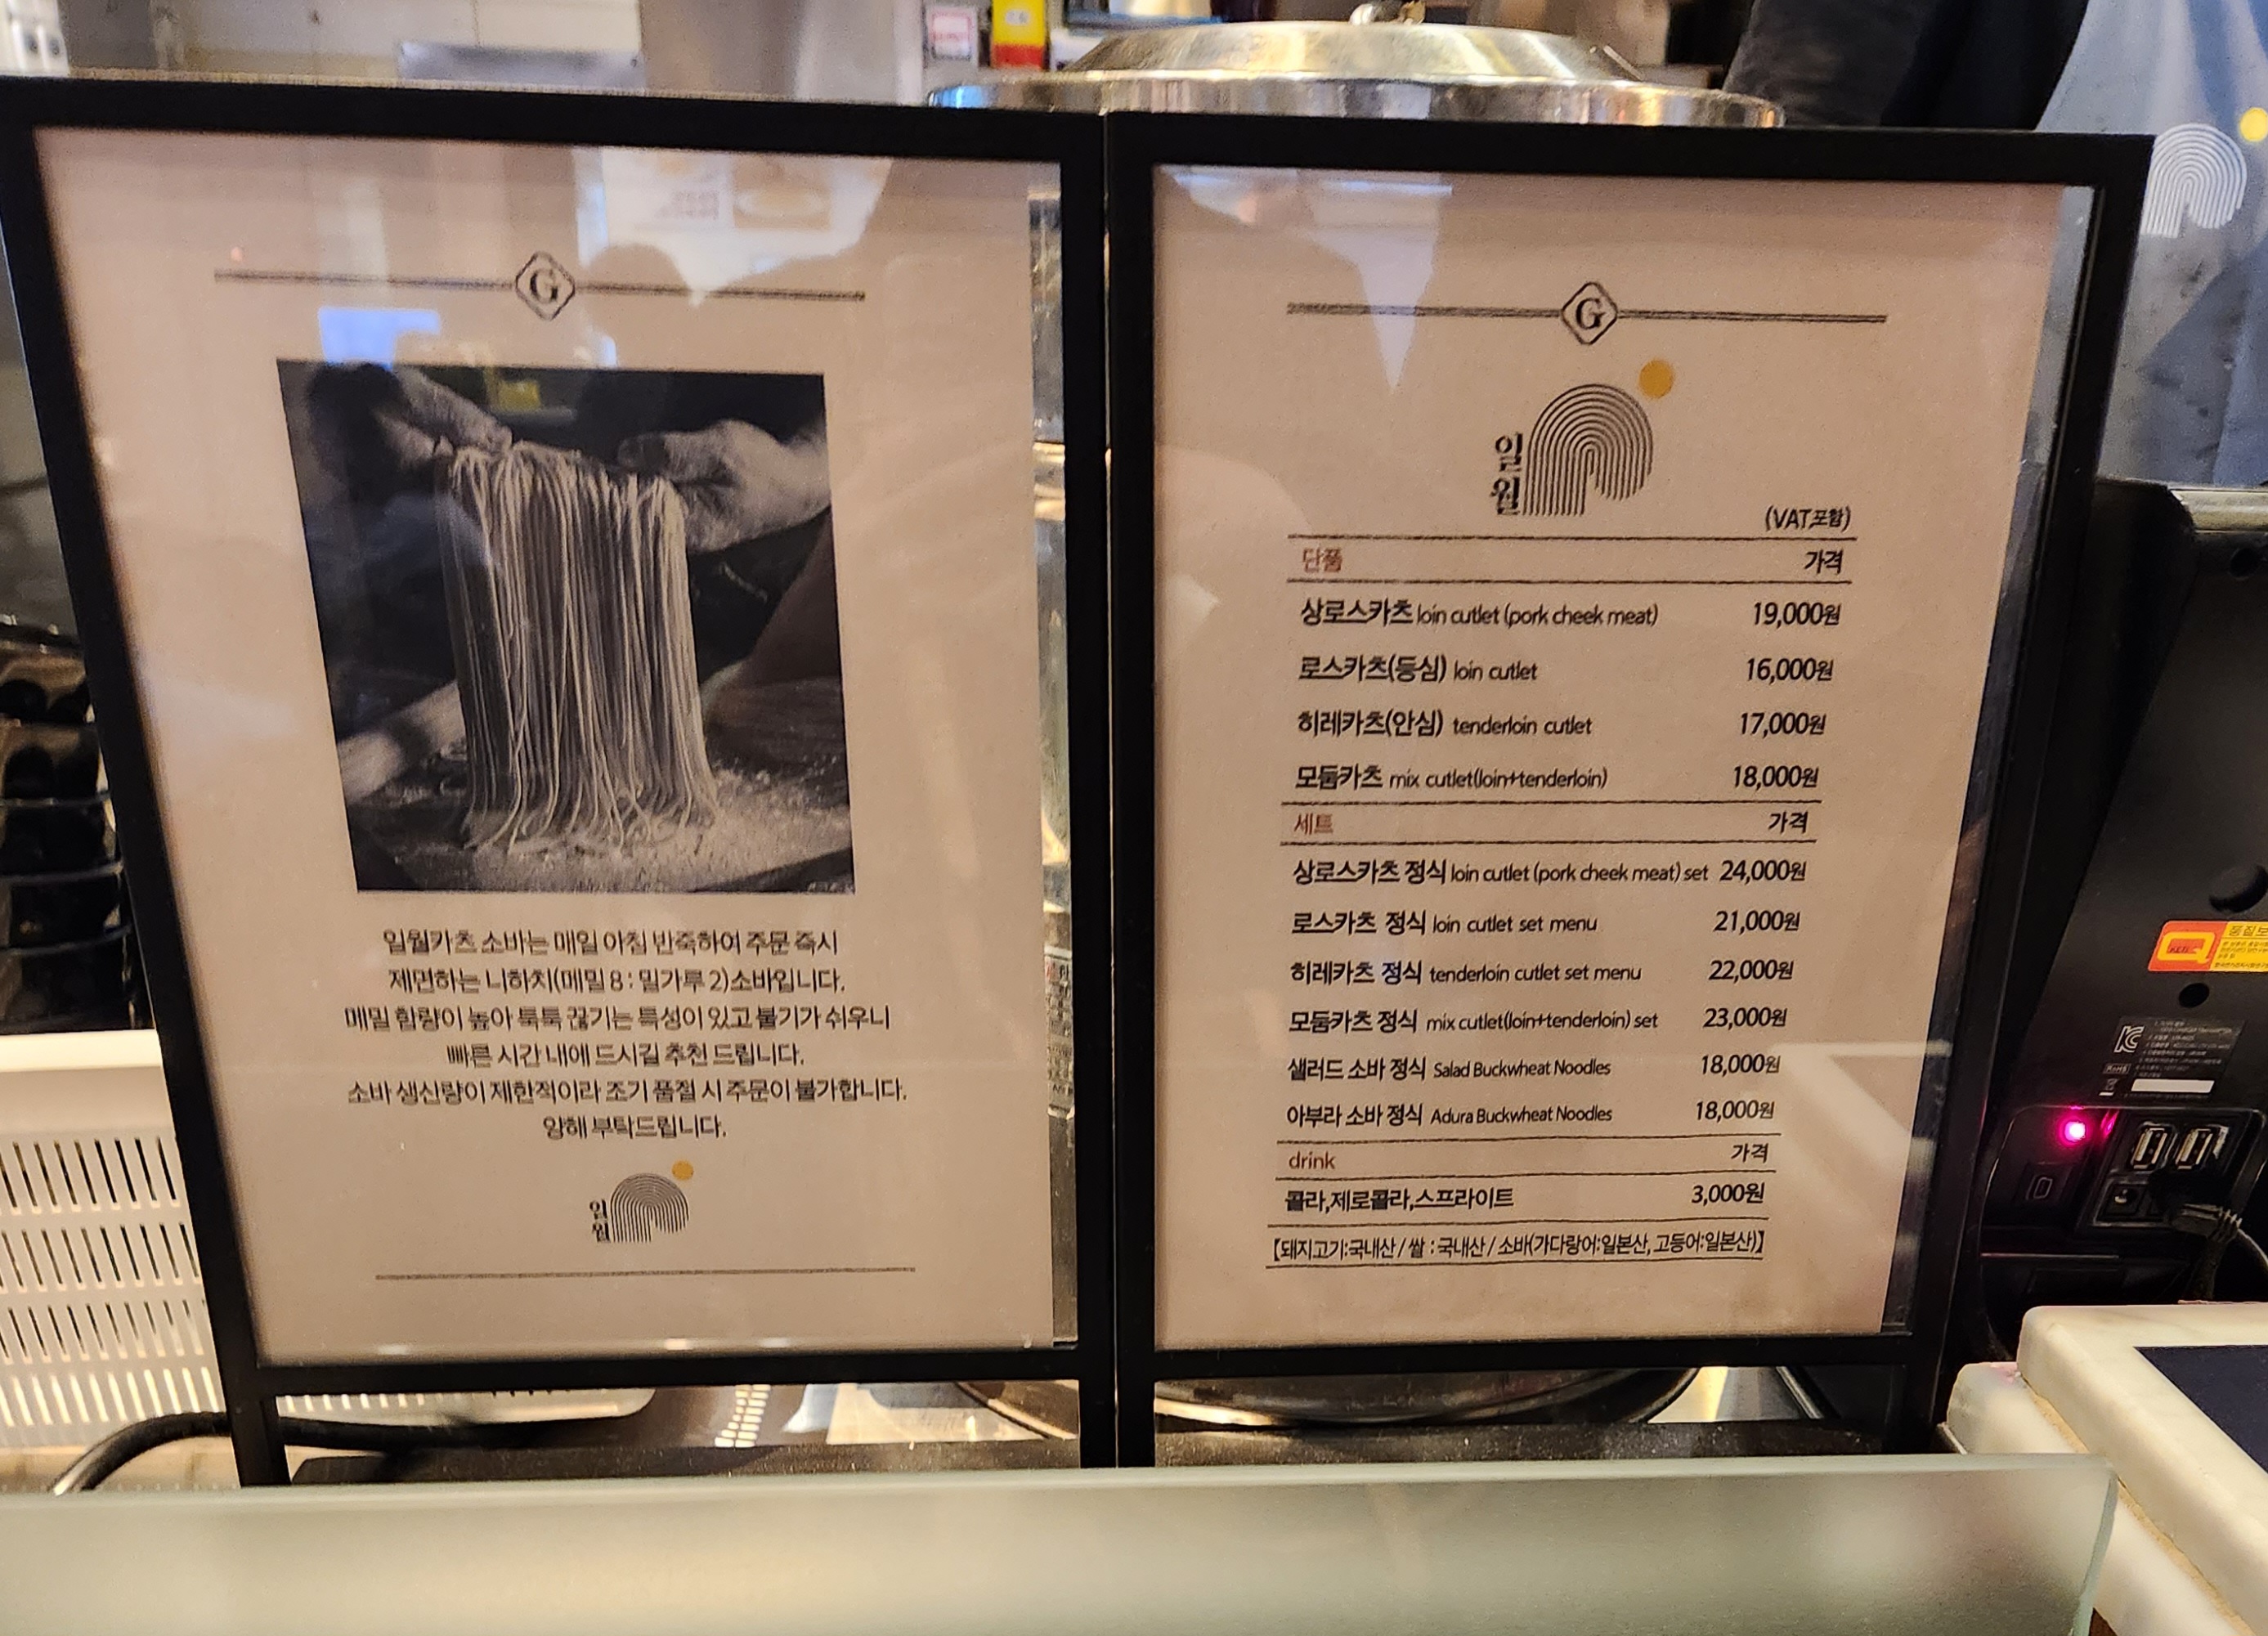 G
일월카츠 소바는 매일 아침 반죽하여 주문 즉시
제면하는 니하치(메밀 8 : 밀가루 2)소바입니다.
메밀 함량이 높아 툭툭 끊기는 특성이 있고 불기가 쉬우니
빠른 시간 내에 드시길 추천 드립니다.
소바 생산량이 제한적이라 조기 품절 시 주문이 불가합니다.
양해 부탁드립니다.
일월
G
일월
(VAT포함)
단품 가격
상로스카츠 loin cutlet (pork cheek meat) 19,000원
로스카츠(등심) loin cutlet 16,000원
히레카츠(안심) tenderloin cutlet 17,000원
모둠카츠 mix cutlet(loin+tenderloin) 18,000원
세트 가격
상로스카츠 정식 loin cutlet (pork cheek meat) set 24,000원
로스카츠 정식 loin cutlet set menu 21,000원
히레카츠 정식 tenderloin cutlet set menu 22,000원
모둠카츠 정식 mix cutlet(loin+tenderloin) set 23,000원
샐러드 소바 정식 Salad Buckwheat Noodles 18,000원
아부라 소바 정식 Adura Buckwheat Noodles 18,000원
drink 가격
콜라,제로콜라,스프라이트 3,000원
【돼지고기:국내산 / 쌀 : 국내산 / 소바(가다랑어:일본산, 고등어:일본산)】